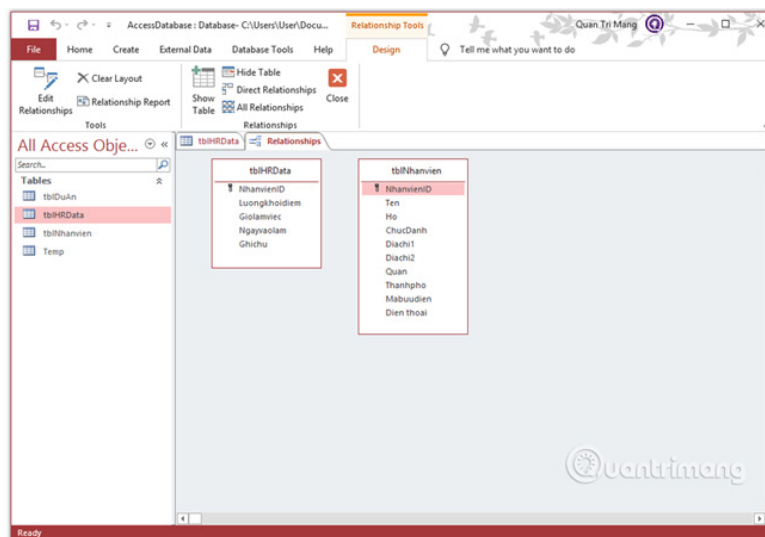 AccessDatabase : Database- C:\Users\User\Docu...
Relationship Tools
Quan Tri Mang
File Home Create External Data Database Tools Help Design Tell me what you want to do
Edit Relationships
Clear Layout
Relationship Report
Tools
Show Table
Hide Table
Direct Relationships
All Relationships
Close
Relationships
All Access Obje...
Search..
Tables
tblDuAn
tblHRData
tblNhanvien
Temp
tblHRData
Relationships
tblHRData
NhanvienID
Luongkhoidiem
Giolamviec
Ngayvaolam
Ghichu
tblNhanvien
NhanvienID
Ten
Ho
ChucDanh
Diachi1
Diachi2
Quan
Thanhpho
Mabuudien
Dien thoai
Quantrimang
Ready